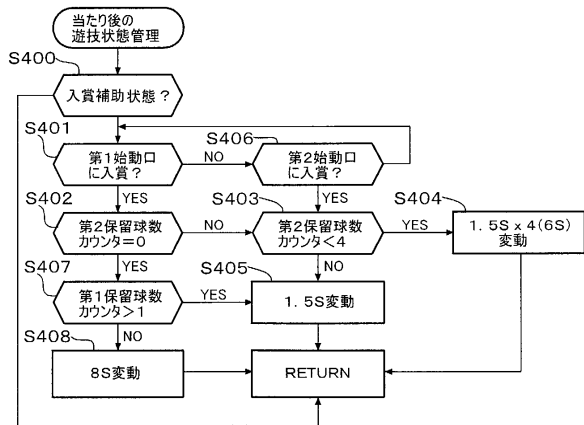 当たり後の
遊技状態管理
S400
入賞補助状態？
S401
第1始動口
に入賞？
NO
S406
第2始動口
に入賞？
YES
YES
S402
第2保留球数
カウンタ=0
NO
S403
第2保留球数
カウンタ<4
YES
S404
1．5S x 4(6S)
変動
YES
NO
S407
第1保留球数
カウンタ>1
YES
S405
1．5S変動
NO
S408
8S変動
RETURN